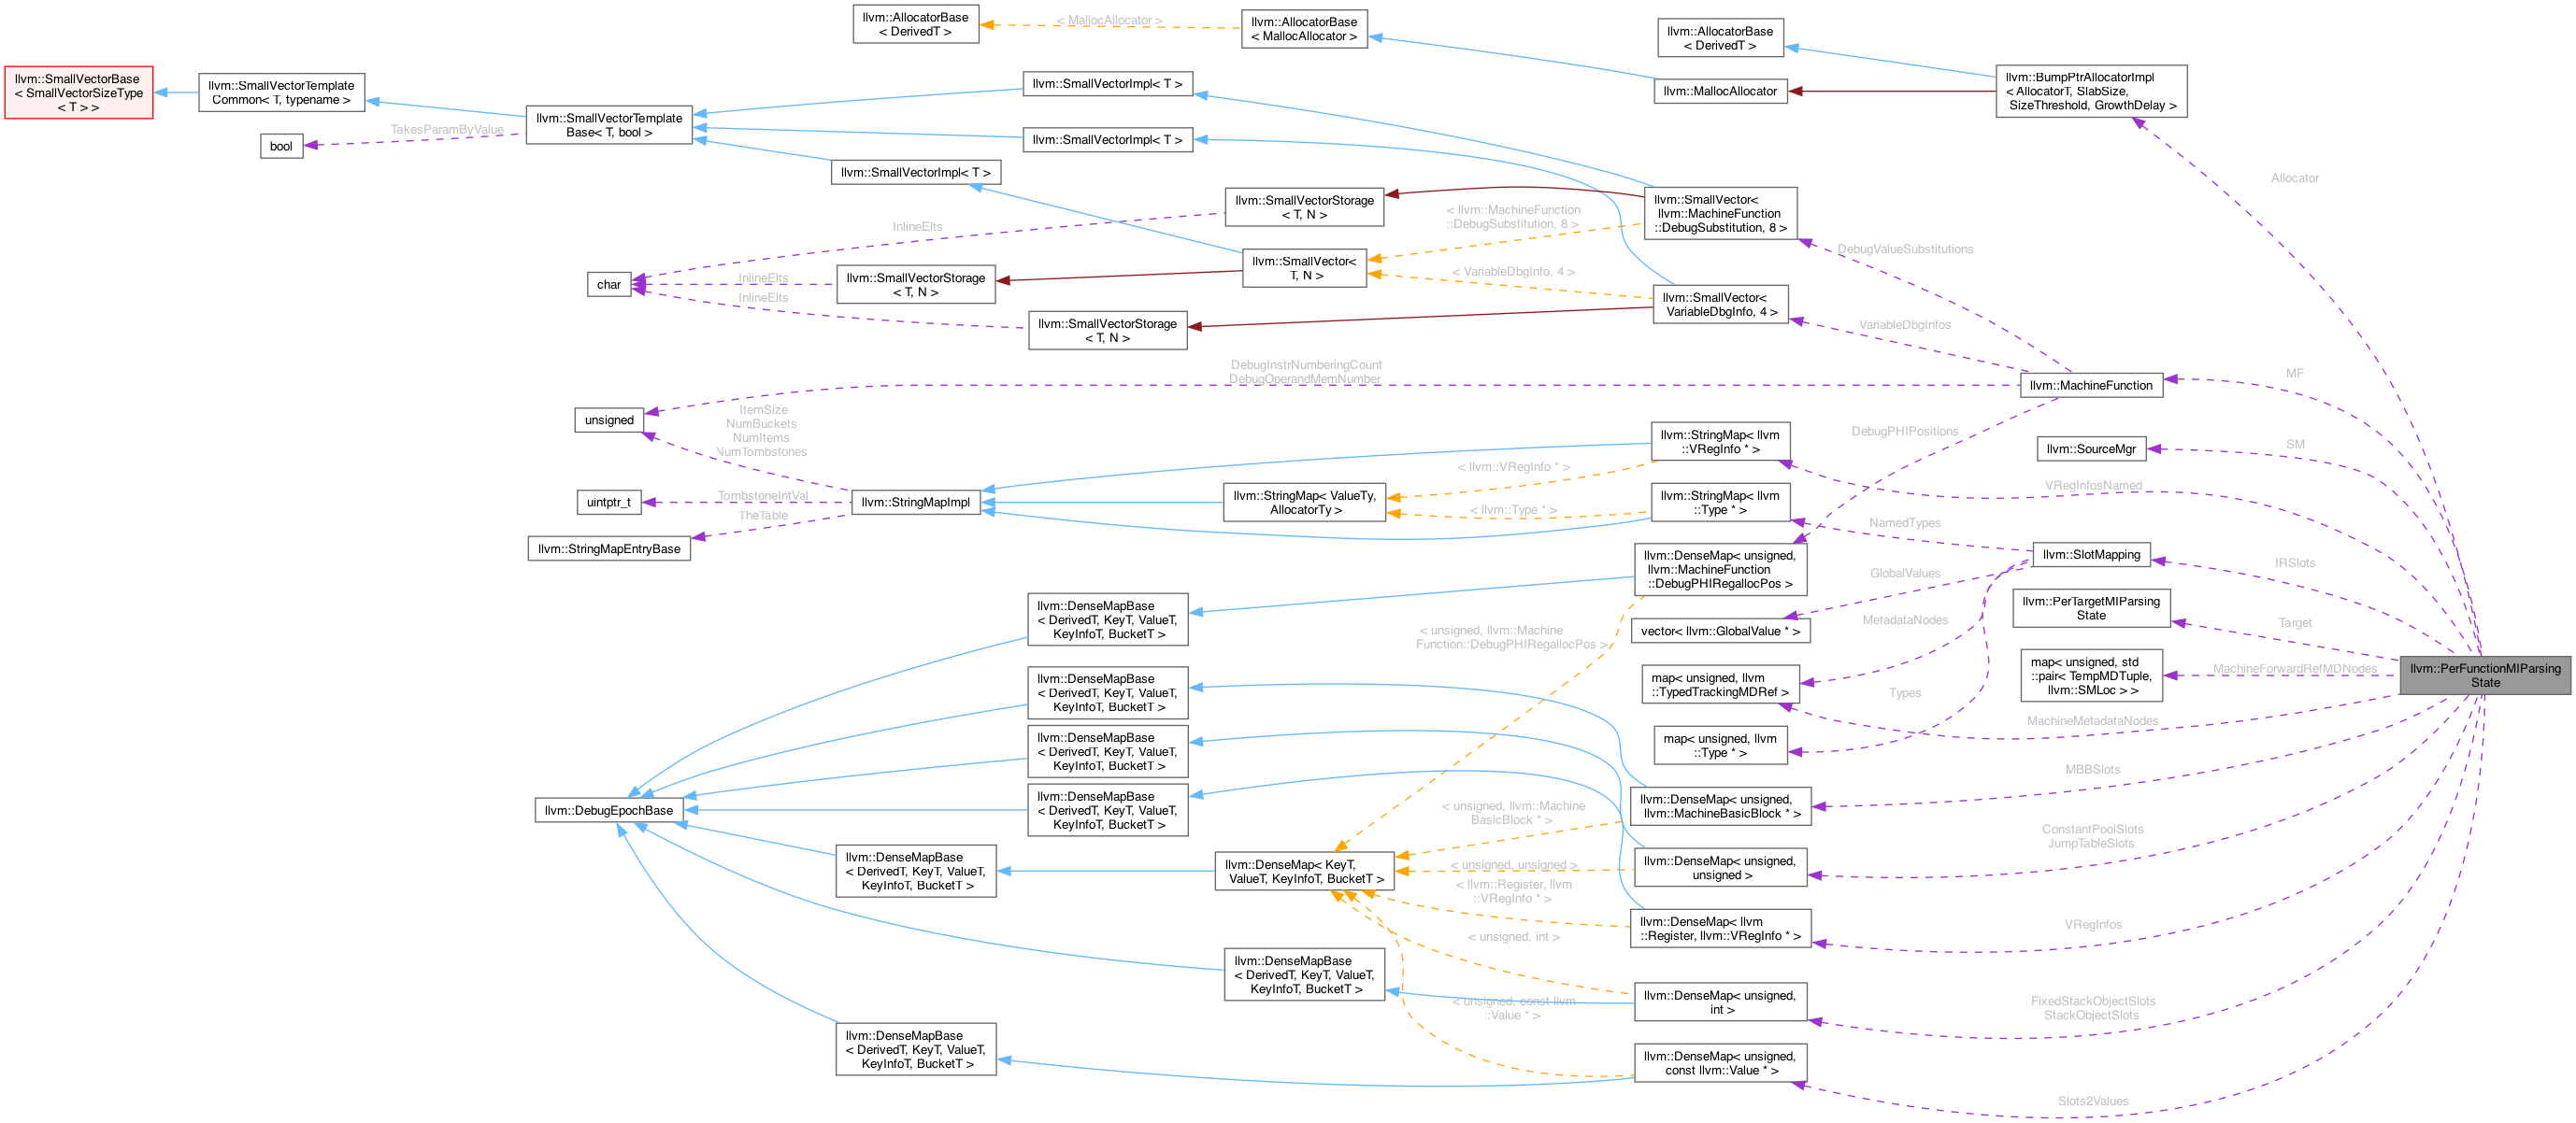 llvm::AllocatorBase
< DerivedT >
< MallocAllocator >
llvm::AllocatorBase
< MallocAllocator >
llvm::AllocatorBase
< DerivedT >
llvm::SmallVectorBase
< SmallVectorSizeType
< T > >
llvm::SmallVectorTemplate
Common< T, typename >
llvm::SmallVectorImpl< T >
llvm::MallocAllocator
llvm::BumpPtrAllocatorImpl
< AllocatorT, SlabSize,
SizeThreshold, GrowthDelay >
bool
TakesParamByValue
llvm::SmallVectorTemplate
Base< T, bool >
llvm::SmallVectorImpl< T >
llvm::SmallVectorImpl< T >
Allocator
llvm::SmallVectorStorage
< T, N >
llvm::SmallVector<
llvm::MachineFunction
::DebugSubstitution, 8 >
< llvm::MachineFunction
::DebugSubstitution, 8 >
InlineElts
DebugValueSubstitutions
char
InlineElts
InlineElts
llvm::SmallVectorStorage
< T, N >
llvm::SmallVector<
T, N >
< VariableDbgInfo, 4 >
llvm::SmallVector<
VariableDbgInfo, 4 >
llvm::SmallVectorStorage
< T, N >
VariableDbgInfos
DebugInstrNumberingCount
DebugOperandMemNumber
llvm::MachineFunction
MF
unsigned
ItemSize
NumBuckets
NumItems
NumTombstones
llvm::StringMap< llvm
::VRegInfo * >
DebugPHIPositions
llvm::SourceMgr
SM
< llvm::VRegInfo * >
VRegInfosNamed
uintptr_t
TombstoneIntVal
llvm::StringMapImpl
llvm::StringMap< ValueTy,
AllocatorTy >
< llvm::Type * >
llvm::StringMap< llvm
::Type * >
TheTable
NamedTypes
llvm::StringMapEntryBase
llvm::DenseMap< unsigned,
llvm::MachineFunction
::DebugPHIRegallocPos >
llvm::SlotMapping
IRSlots
GlobalValues
llvm::DenseMapBase
< DerivedT, KeyT, ValueT,
KeyInfoT, BucketT >
< unsigned, llvm::Machine
Function::DebugPHIRegallocPos >
vector< llvm::GlobalValue * >
MetadataNodes
llvm::PerTargetMIParsing
State
Target
llvm::DenseMapBase
< DerivedT, KeyT, ValueT,
KeyInfoT, BucketT >
map< unsigned, llvm
::TypedTrackingMDRef >
Types
map< unsigned, std
::pair< TempMDTuple,
llvm::SMLoc > >
MachineForwardRefMDNodes
llvm::PerFunctionMIParsing
State
MachineMetadataNodes
llvm::DenseMapBase
< DerivedT, KeyT, ValueT,
KeyInfoT, BucketT >
map< unsigned, llvm
::Type * >
MBBSlots
llvm::DebugEpochBase
llvm::DenseMapBase
< DerivedT, KeyT, ValueT,
KeyInfoT, BucketT >
< unsigned, llvm::Machine
BasicBlock * >
llvm::DenseMap< unsigned,
llvm::MachineBasicBlock * >
ConstantPoolSlots
JumpTableSlots
llvm::DenseMapBase
< DerivedT, KeyT, ValueT,
KeyInfoT, BucketT >
llvm::DenseMap< KeyT,
ValueT, KeyInfoT, BucketT >
< unsigned, unsigned >
llvm::DenseMap< unsigned,
unsigned >
< llvm::Register, llvm
::VRegInfo * >
llvm::DenseMap< llvm
::Register, llvm::VRegInfo * >
VRegInfos
< unsigned, int >
llvm::DenseMapBase
< DerivedT, KeyT, ValueT,
KeyInfoT, BucketT >
< unsigned, const llvm
::Value * >
llvm::DenseMap< unsigned,
int >
FixedStackObjectSlots
StackObjectSlots
llvm::DenseMapBase
< DerivedT, KeyT, ValueT,
KeyInfoT, BucketT >
llvm::DenseMap< unsigned,
const llvm::Value * >
Slots2Values